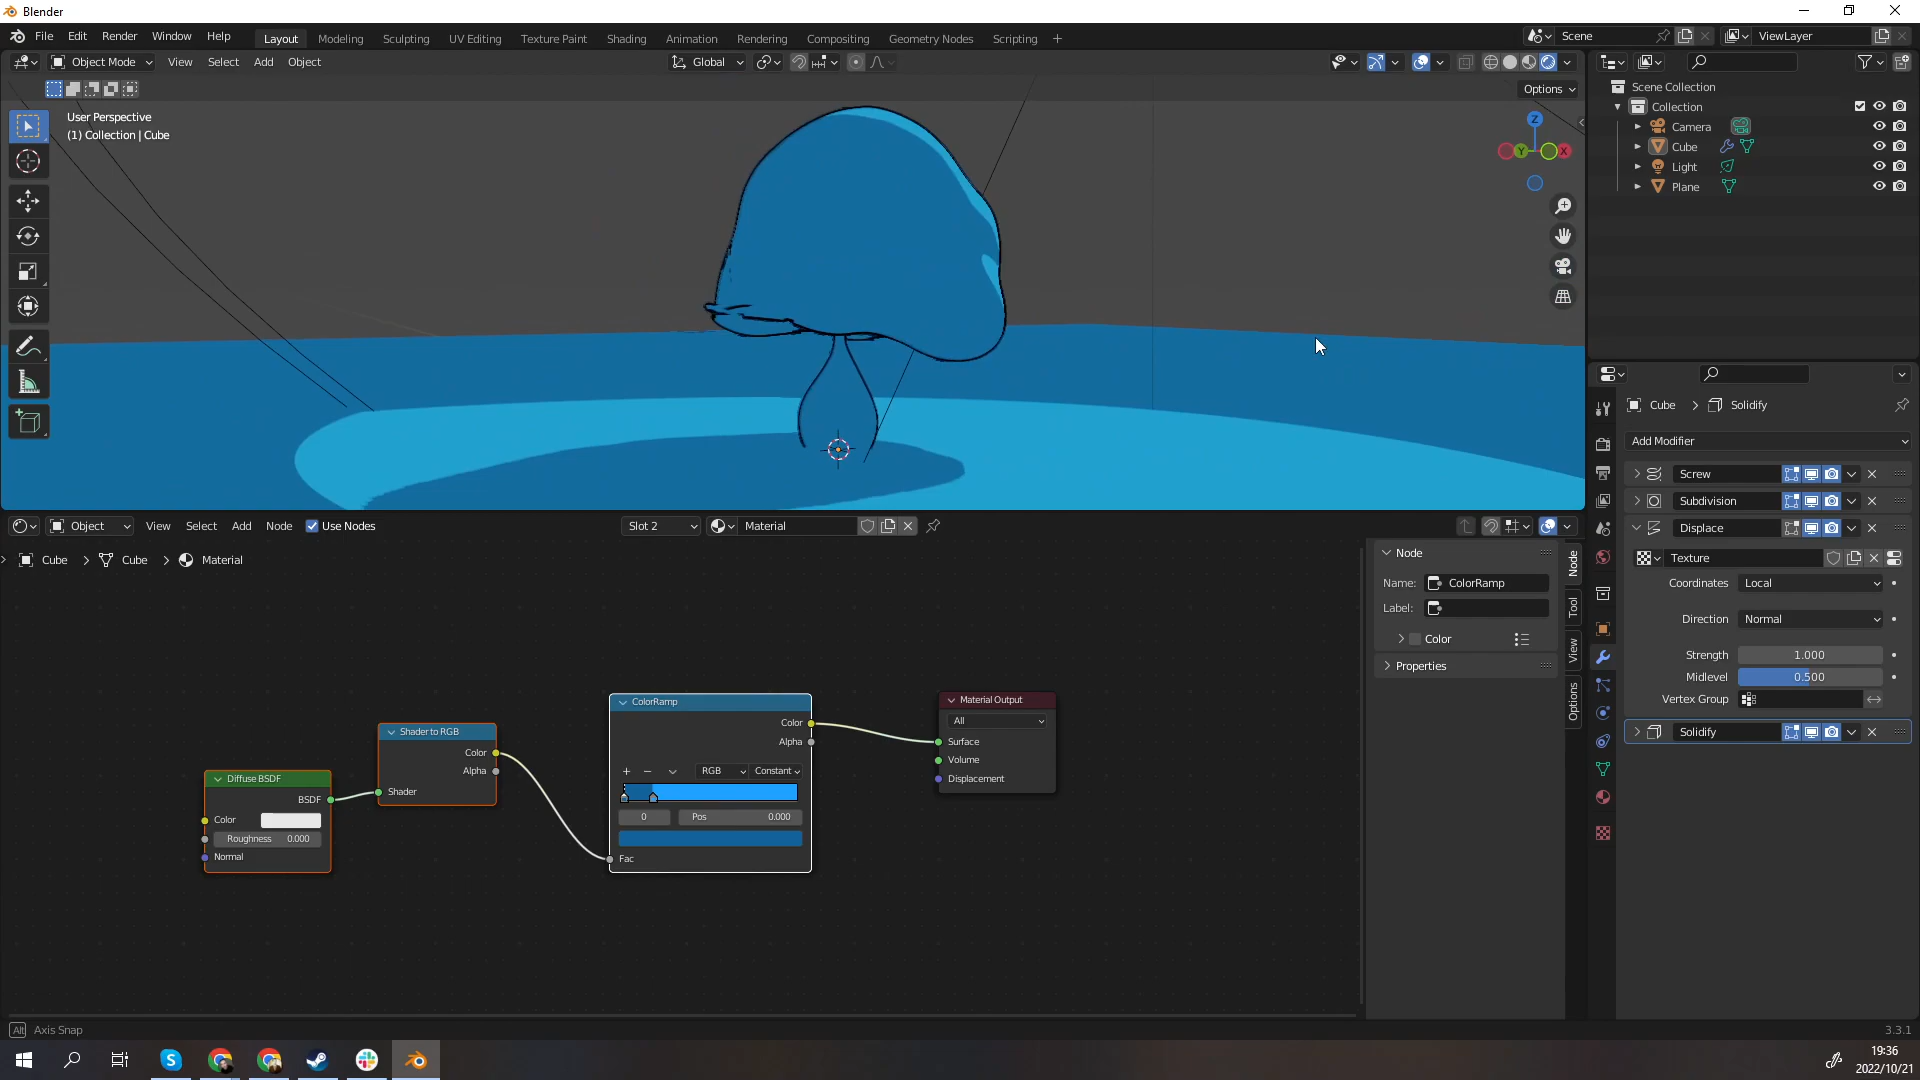 Blender
File Edit Render Window Help Layout Modeling Sculpting UV Editing Texture Paint Shading Animation Rendering Compositing Geometry Nodes Scripting + Scene ViewLayer
Object Mode View Select Add Object Global
Options
User Perspective
(1) Collection | Cube
Z
Y X
Scene Collection
Collection
Camera
Cube
Light
Plane
Cube > Solidify
Add Modifier
Screw
Subdivision
Displace
Texture
Coordinates Local
Direction Normal
Strength 1.000
Midlevel 0.500
Vertex Group
Solidify
Object View Select Add Node Use Nodes Slot 2 Material
Cube > Cube > Material
Node
Name: ColorRamp
Label:
Color
Properties
Node
Tool
View
Options
Diffuse BSDF
BSDF
Color
Roughness 0.000
Normal
Shader to RGB
Color
Alpha
Shader
ColorRamp
Color
Alpha
+ − RGB Constant
0 Pos 0.000
Fac
Material Output
All
Surface
Volume
Displacement
Alt Axis Snap
3.3.1
19:36
2022/10/21